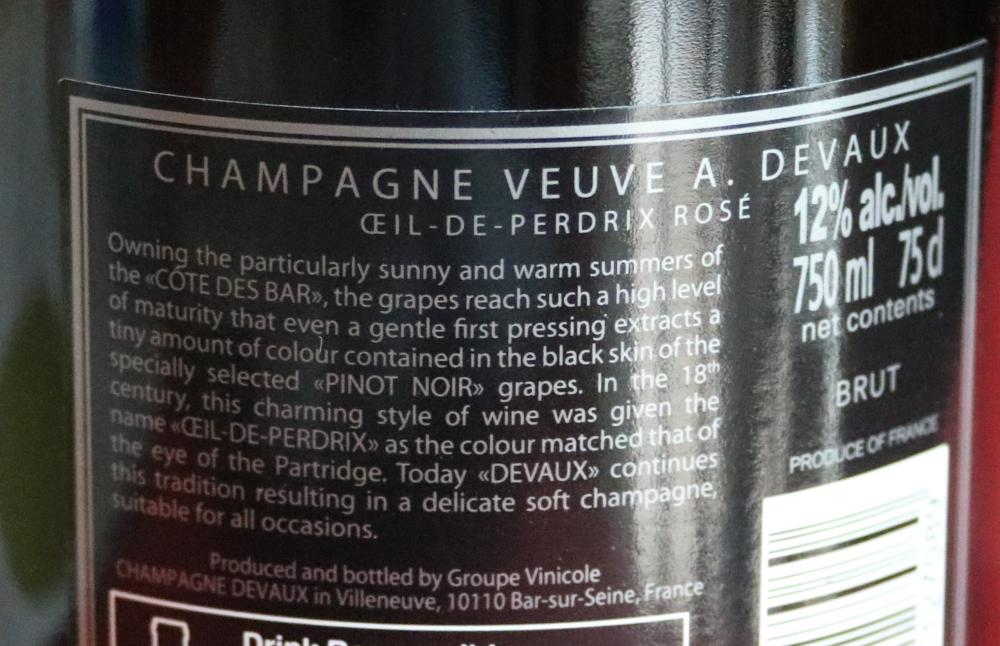 CHAMPAGNE VEUVE A. DEVAUX
ŒIL-DE-PERDRIX ROSÉ
Owning the particularly sunny and warm summers of
the «CÔTE DES BAR», the grapes reach such a high level
of maturity that even a gentle first pressing extracts a
tiny amount of colour contained in the black skin of the
specially selected «PINOT NOIR» grapes. In the 18th
century, this charming style of wine was given the
name «ŒIL-DE-PERDRIX» as the colour matched that of
the eye of the Partridge. Today «DEVAUX» continues
this tradition resulting in a delicate soft champagne,
suitable for all occasions.
Produced and bottled by Groupe Vinicole
CHAMPAGNE DEVAUX in Villeneuve, 10110 Bar-sur-Seine, France
12% alc./vol.
750 ml 75 cl
net contents
BRUT
PRODUCE OF FRANCE
Drink